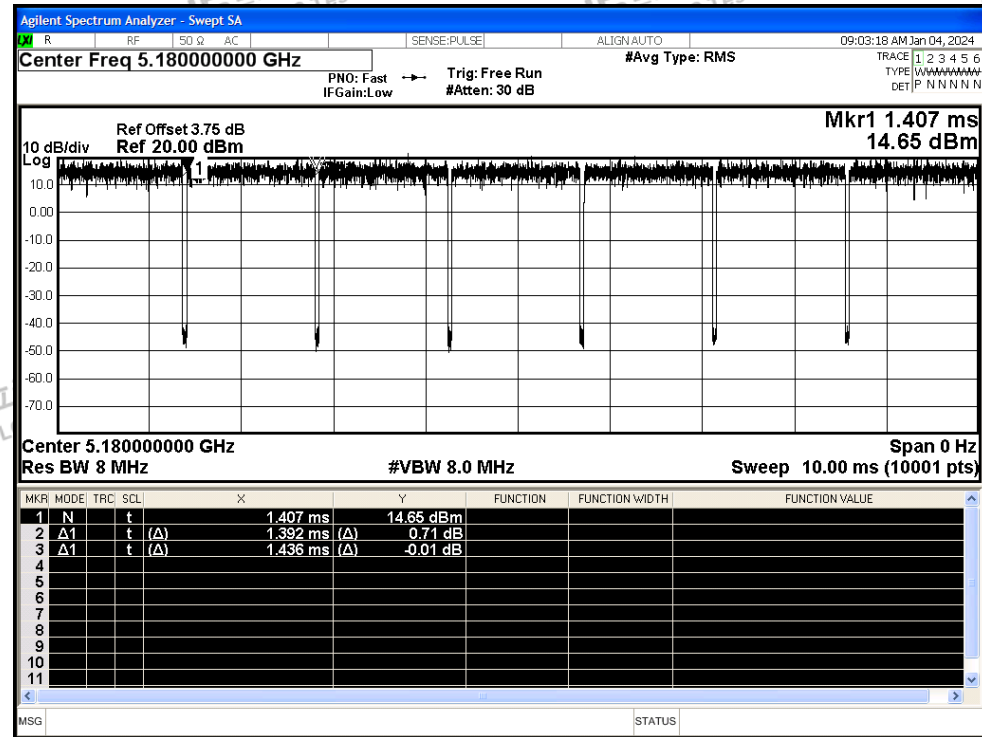 Agilent Spectrum Analyzer - Swept SA
LXI R RF 50 Ω AC SENSE:PULSE ALIGN AUTO 09:03:18 AM Jan 04, 2024
Center Freq 5.180000000 GHz
#Avg Type: RMS
TRACE 1 2 3 4 5 6
PNO: Fast
Trig: Free Run
TYPE WWWWWW
IFGain:Low
#Atten: 30 dB
DET P N N N N N
Mkr1 1.407 ms
Ref Offset 3.75 dB
10 dB/div Ref 20.00 dBm
14.65 dBm
Log
1
10.0
0.00
-10.0
-20.0
-30.0
-40.0
-50.0
-60.0
-70.0
Center 5.180000000 GHz Span 0 Hz
Res BW 8 MHz #VBW 8.0 MHz Sweep 10.00 ms (10001 pts)
MKR MODE TRC SCL X Y FUNCTION FUNCTION WIDTH FUNCTION VALUE
1 N t 1.407 ms 14.65 dBm
2 Δ1 t (Δ) 1.392 ms (Δ) 0.71 dB
3 Δ1 t (Δ) 1.436 ms (Δ) -0.01 dB
4
5
6
7
8
9
10
11
MSG STATUS